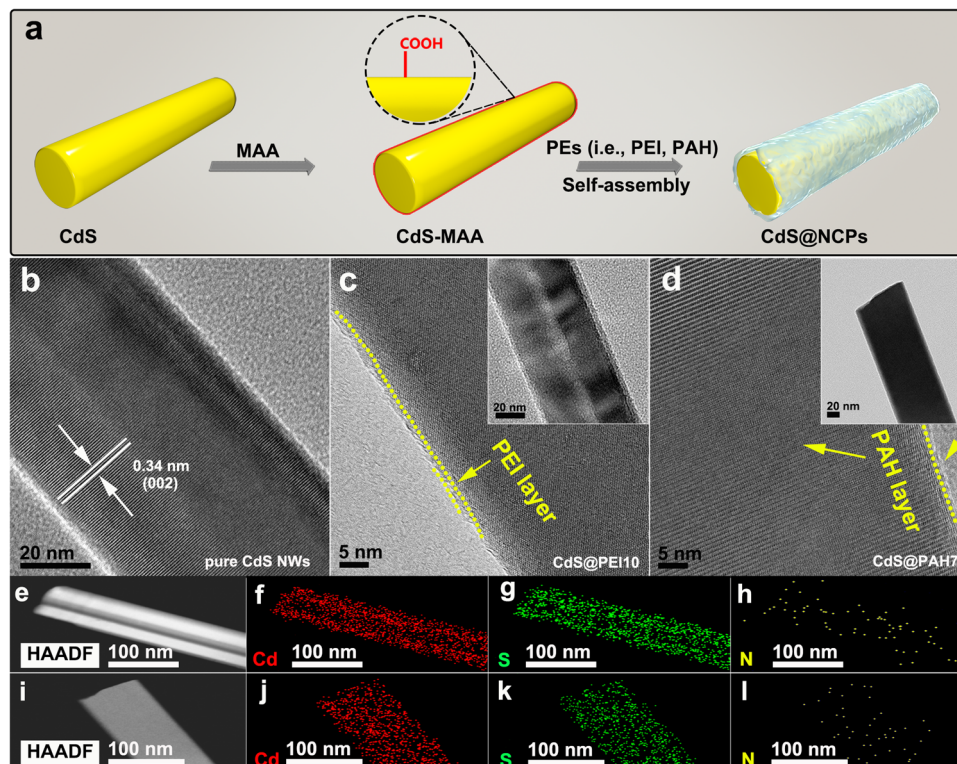 a
COOH
MAA
PEs (i.e., PEI, PAH)
Self-assembly
CdS
CdS-MAA
CdS@NCPs
b
0.34 nm
(002)
20 nm
pure CdS NWs
c
20 nm
PEI layer
5 nm
CdS@PEI10
d
20 nm
PAH layer
5 nm
CdS@PAH7
e
HAADF
100 nm
f
Cd
100 nm
g
S
100 nm
h
N
100 nm
i
HAADF
100 nm
j
Cd
100 nm
k
S
100 nm
l
N
100 nm